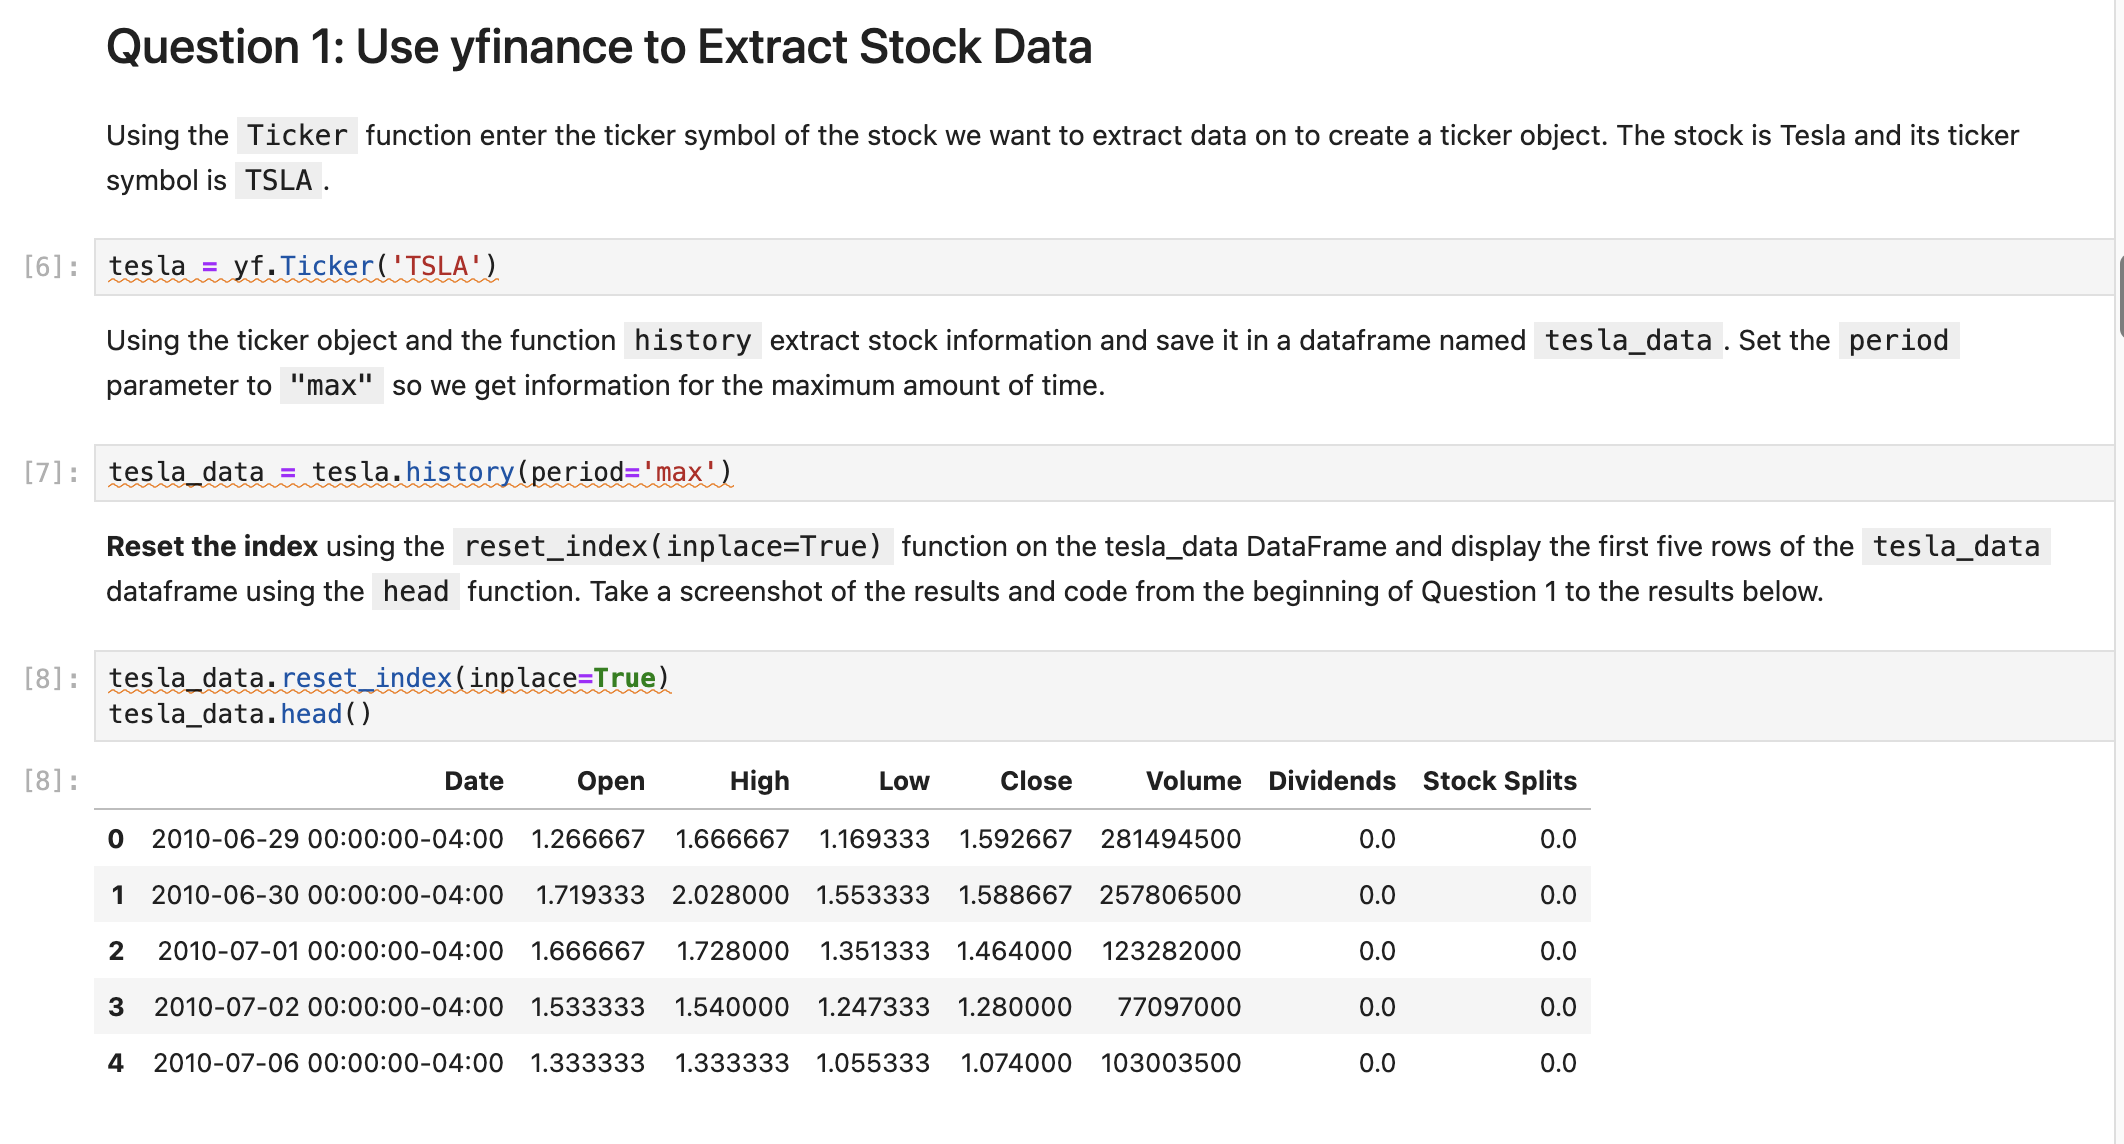 Question 1: Use yfinance to Extract Stock Data
Using the Ticker function enter the ticker symbol of the stock we want to extract data on to create a ticker object. The stock is Tesla and its ticker
symbol is TSLA .
[6]: tesla = yf.Ticker('TSLA')
Using the ticker object and the function history extract stock information and save it in a dataframe named tesla_data . Set the period
parameter to "max" so we get information for the maximum amount of time.
[7]: tesla_data = tesla.history(period='max')
Reset the index using the reset_index(inplace=True) function on the tesla_data DataFrame and display the first five rows of the tesla_data
dataframe using the head function. Take a screenshot of the results and code from the beginning of Question 1 to the results below.
[8]: tesla_data.reset_index(inplace=True)
tesla_data.head()
[8]: Date Open High Low Close Volume Dividends Stock Splits
0 2010-06-29 00:00:00-04:00 1.266667 1.666667 1.169333 1.592667 281494500 0.0 0.0
1 2010-06-30 00:00:00-04:00 1.719333 2.028000 1.553333 1.588667 257806500 0.0 0.0
2 2010-07-01 00:00:00-04:00 1.666667 1.728000 1.351333 1.464000 123282000 0.0 0.0
3 2010-07-02 00:00:00-04:00 1.533333 1.540000 1.247333 1.280000 77097000 0.0 0.0
4 2010-07-06 00:00:00-04:00 1.333333 1.333333 1.055333 1.074000 103003500 0.0 0.0